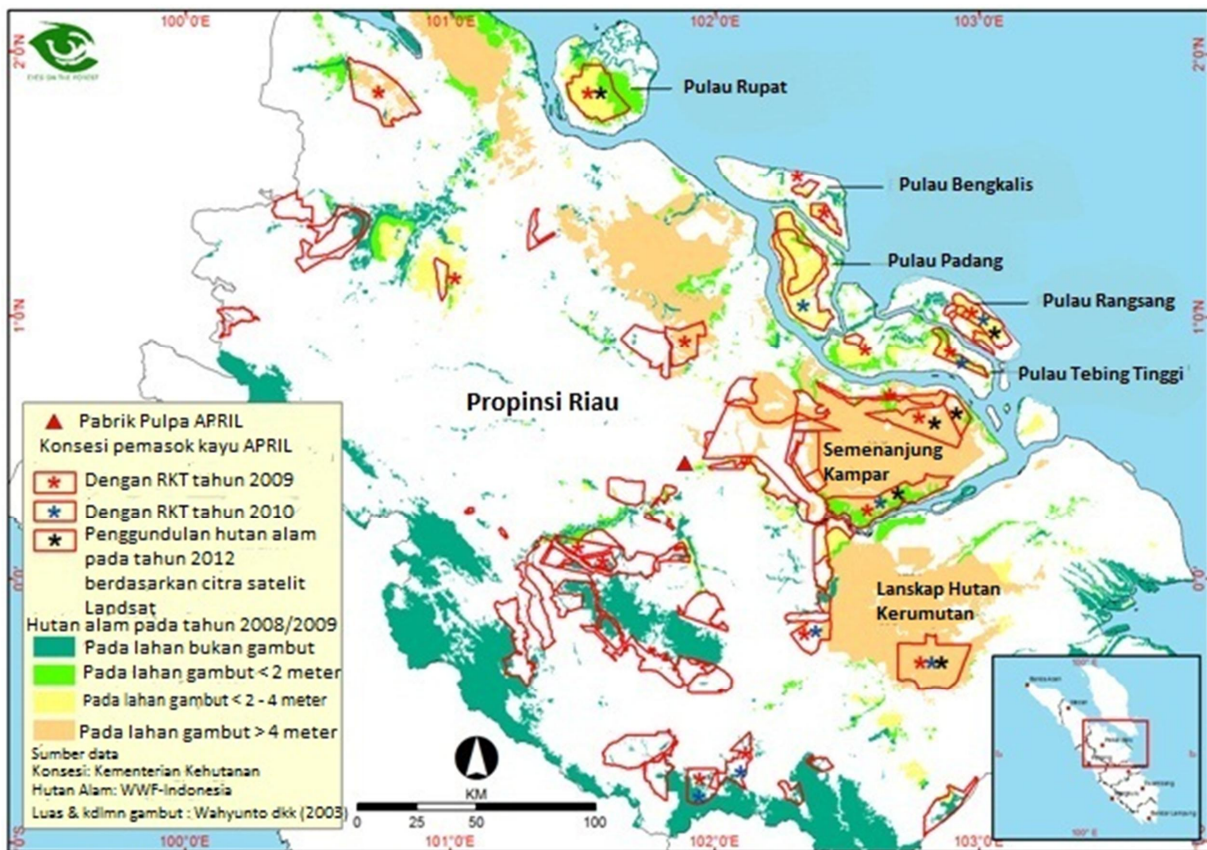 100°0'E 101°0'E 102°0'E 103°0'E
2°0'N 2°0'N
EYES ON THE FOREST
Pulau Rupat
Pulau Bengkalis
Pulau Padang
Pulau Rangsang
1°0'N 1°0'N
Pulau Tebing Tinggi
Propinsi Riau
Semenanjung
Kampar
Lanskap Hutan
Kerumutan
Pabrik Pulpa APRIL
Konsesi pemasok kayu APRIL
Dengan RKT tahun 2009
Dengan RKT tahun 2010
Penggundulan hutan alam
pada tahun 2012
berdasarkan citra satelit
Landsat
Hutan alam pada tahun 2008/2009
Pada lahan bukan gambut
Pada lahan gambut < 2 meter
Pada lahan gambut < 2 - 4 meter
Pada lahan gambut > 4 meter
Sumber data
Konsesi: Kementerian Kehutanan
Hutan Alam: WWF-Indonesia
Luas & kdlmn gambut : Wahyunto dkk (2003)
0°0' 0°0'
KM
0 25 50 100
100°0'E
100°0'E
100°0'E 101°0'E 102°0'E 103°0'E